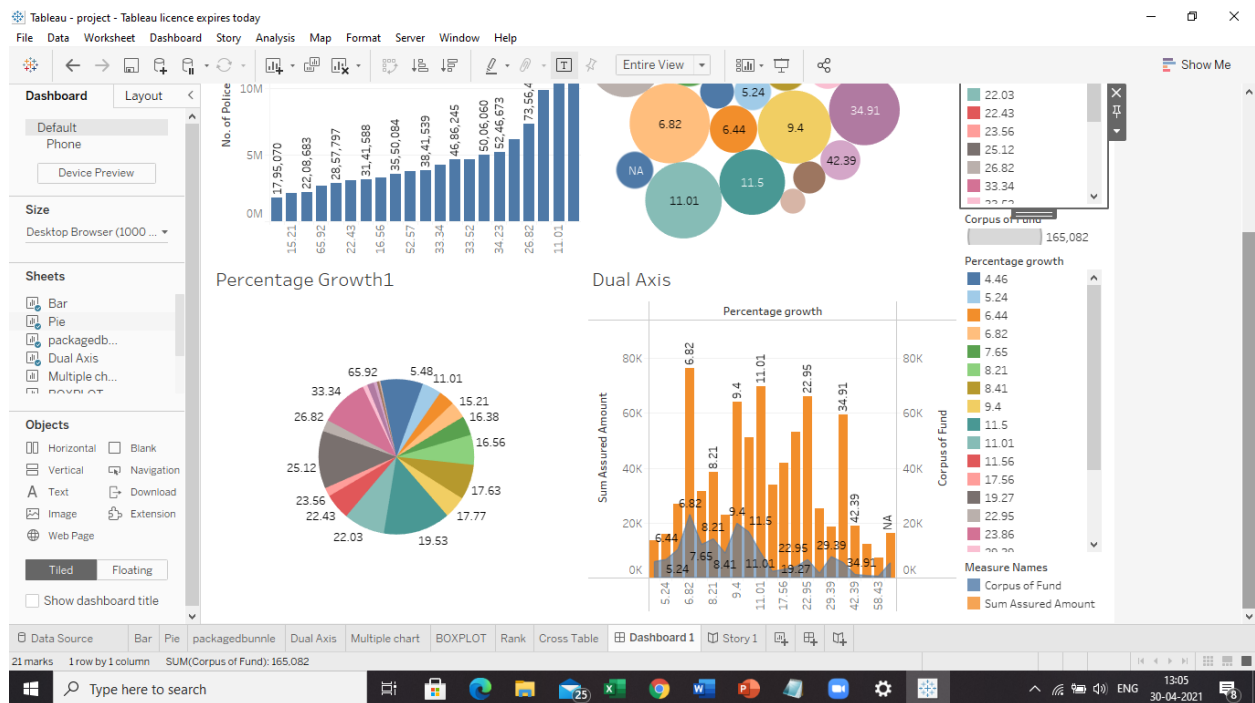 Tableau - project - Tableau licence expires today
File Data Worksheet Dashboard Story Analysis Map Format Server Window Help
Entire View
Show Me
Dashboard Layout
Default
Phone
Device Preview
Size
Desktop Browser (1000 ...
Sheets
Bar
Pie
packagedb...
Dual Axis
Multiple ch...
BOXPLOT
Objects
Horizontal Blank
Vertical Navigation
Text Download
Image Extension
Web Page
Tiled Floating
Show dashboard title
No. of Police
10M
5M
0M
17,95,070
22,08,683
28,57,797
31,41,588
35,50,084
38,41,539
46,86,245
50,06,060
52,46,673
73,56,4
15.21
65.92
22.43
16.56
52.57
33.34
33.52
34.23
26.82
11.01
5.24
34.91
6.82
6.44
9.4
42.39
NA
11.5
11.01
22.03
22.43
23.56
25.12
26.82
33.34
33.52
Corpus of Fund
165,082
Percentage growth
4.46
5.24
6.44
6.82
7.65
8.21
8.41
9.4
11.5
11.01
11.56
17.56
19.27
22.95
23.86
29.39
Measure Names
Corpus of Fund
Sum Assured Amount
Percentage Growth1
65.92
5.48
11.01
15.21
16.38
16.56
17.63
17.77
19.53
22.03
22.43
23.56
25.12
26.82
33.34
Dual Axis
Percentage growth
Sum Assured Amount
80K
60K
40K
20K
0K
6.82
9.4
11.01
22.95
34.91
8.21
42.39
NA
6.82
6.44
8.21
9.4
11.5
5.24
7.65
8.41
11.01
22.95
19.27
29.39
34.91
Corpus of Fund
80K
60K
40K
20K
0K
5.24
6.82
8.21
9.4
11.01
17.56
22.95
29.39
42.39
58.43
Data Source Bar Pie packagedbunnle Dual Axis Multiple chart BOXPLOT Rank Cross Table Dashboard 1 Story 1
21 marks 1 row by 1 column SUM(Corpus of Fund): 165,082
Type here to search
25
ENG
13:05
30-04-2021
8